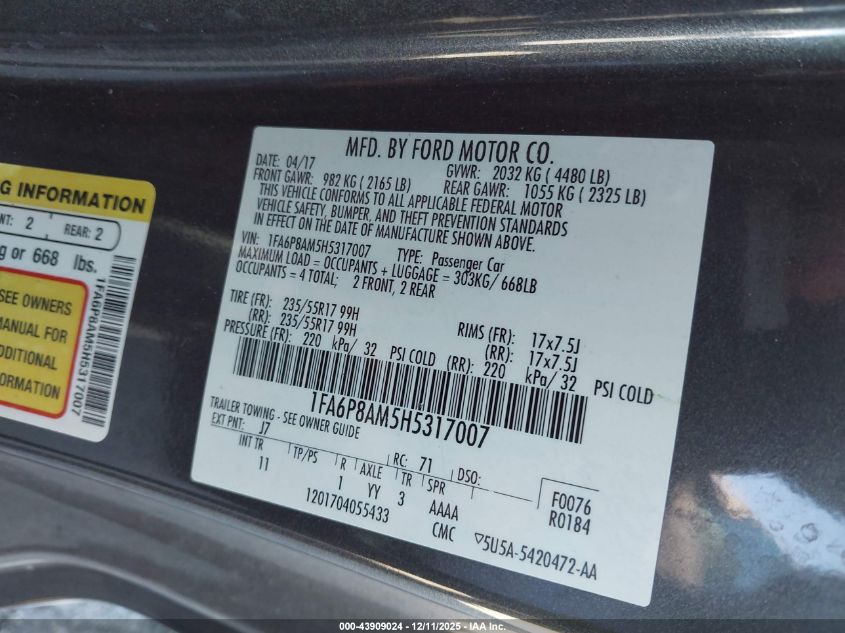 MFD. BY FORD MOTOR CO.
DATE: 04/17 GVWR: 2032 KG ( 4480 LB)
FRONT GAWR: 982 KG ( 2165 LB) REAR GAWR: 1055 KG ( 2325 LB)
THIS VEHICLE CONFORMS TO ALL APPLICABLE FEDERAL MOTOR
VEHICLE SAFETY, BUMPER, AND THEFT PREVENTION STANDARDS
IN EFFECT ON THE DATE OF MANUFACTURE SHOWN ABOVE.
VIN: 1FA6P8AM5H5317007 TYPE: Passenger Car
MAXIMUM LOAD = OCCUPANTS + LUGGAGE = 303KG/ 668LB
OCCUPANTS = 4 TOTAL; 2 FRONT, 2 REAR
TIRE (FR): 235/55R17 99H RIMS (FR): 17x7.5J
(RR): 235/55R17 99H (RR): 17x7.5J
PRESSURE (FR): 220 kPa/ 32 PSI COLD (RR): 220 kPa/ 32 PSI COLD
1FA6P8AM5H5317007
TRAILER TOWING - SEE OWNER GUIDE
EXT PNT: J7 RC: 71 DSO:
INT TR TP/PS R AXLE TR SPR
11 1 YY 3 AAAA
F0076
R0184
1201704055433 CMC
▽5U5A-5420472-AA
G INFORMATION
NT: 2 REAR: 2
g or 668 lbs.
SEE OWNERS
MANUAL FOR
DDITIONAL
FORMATION
1FA6P8AM5H5317007
000-43909024 - 12/11/2025 - IAA Inc.